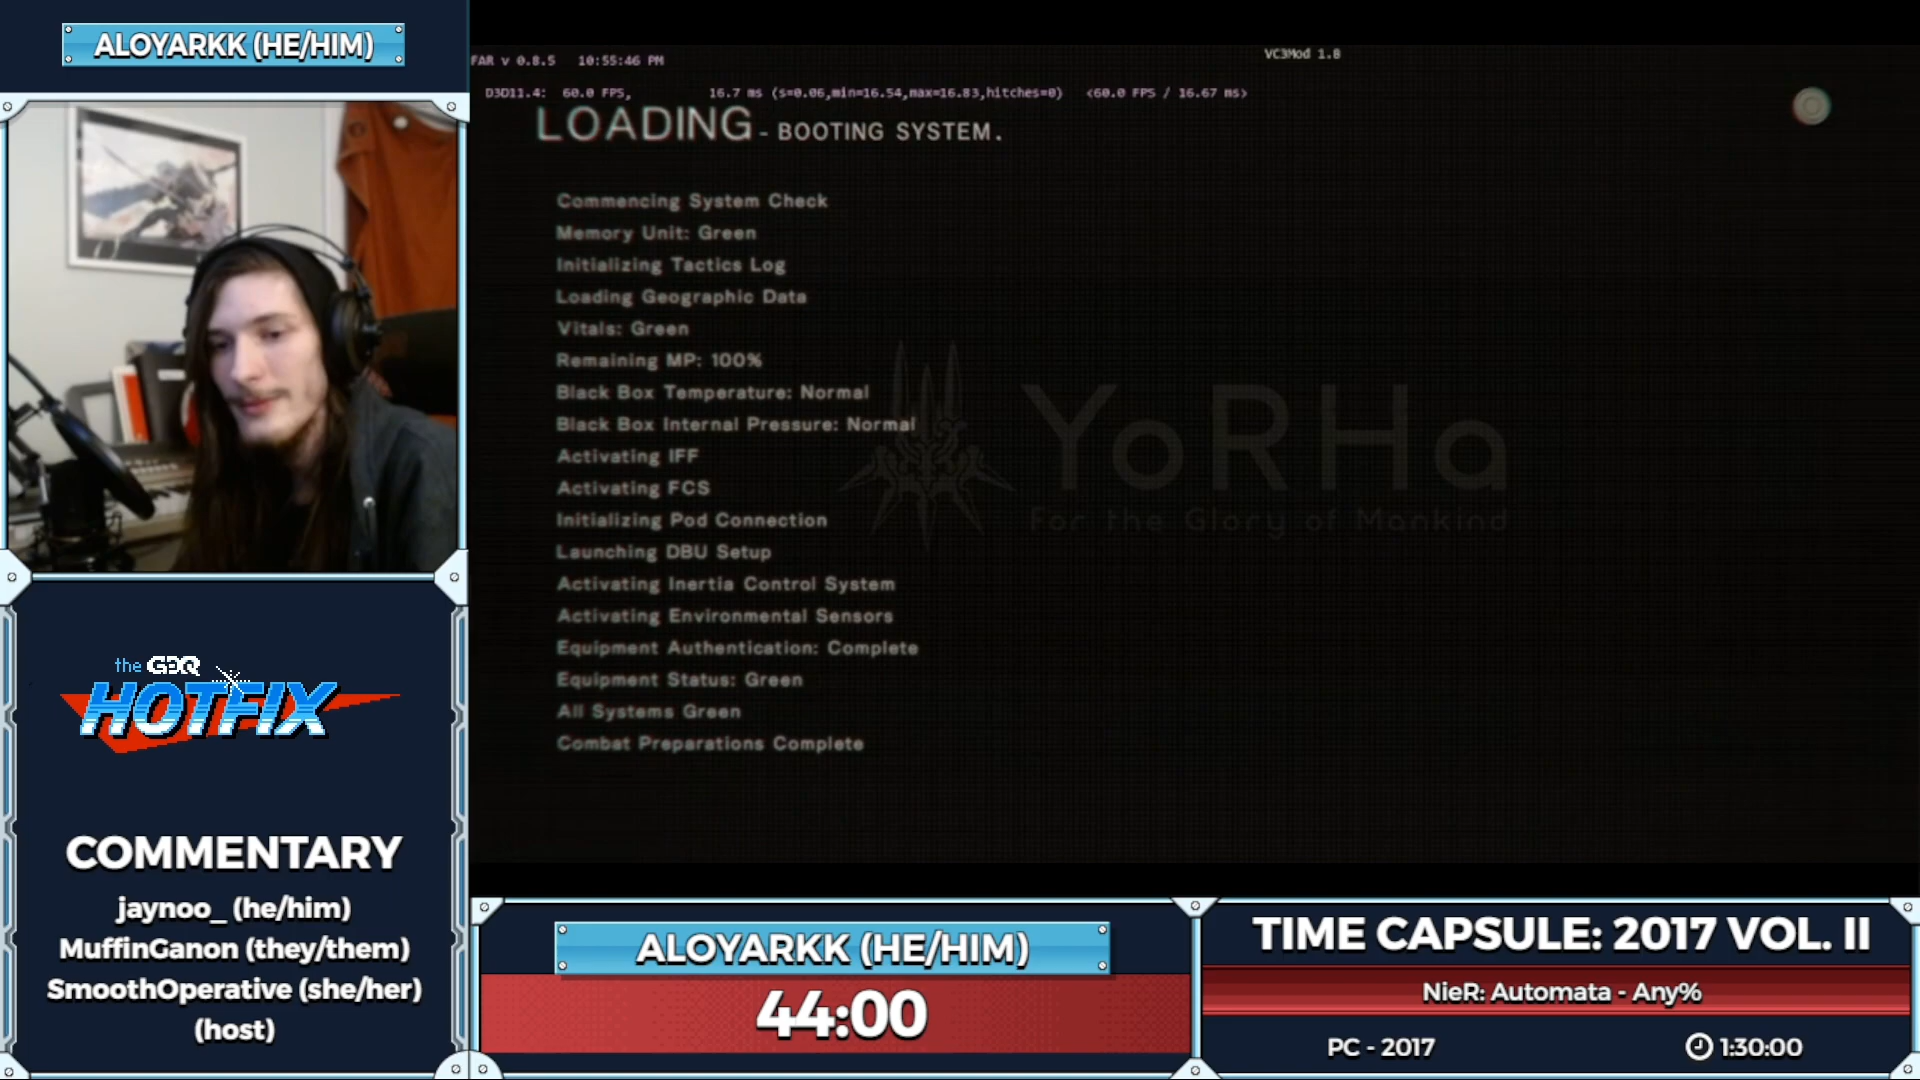 ALOYARKK (HE/HIM)
FAR v 0.8.5 10:55:46 PM
VC3Mod 1.8
D3D11.4: 60.0 FPS, 16.7 ms (s=0.06,min=16.54,max=16.83,hitches=0) <60.0 FPS / 16.67 ms>
LOADING - BOOTING SYSTEM.
Commencing System Check
Memory Unit: Green
Initializing Tactics Log
Loading Geographic Data
Vitals: Green
Remaining MP: 100%
Black Box Temperature: Normal
Black Box Internal Pressure: Normal
Activating IFF
Activating FCS
Initializing Pod Connection
Launching DBU Setup
Activating Inertia Control System
Activating Environmental Sensors
Equipment Authentication: Complete
Equipment Status: Green
All Systems Green
Combat Preparations Complete
YoRHa
For the Glory of Mankind
the GDQ
HOTFIX
COMMENTARY
jaynoo_ (he/him)
MuffinGanon (they/them)
SmoothOperative (she/her)
(host)
ALOYARKK (HE/HIM)
44:00
TIME CAPSULE: 2017 VOL. II
NieR: Automata - Any%
PC - 2017
1:30:00